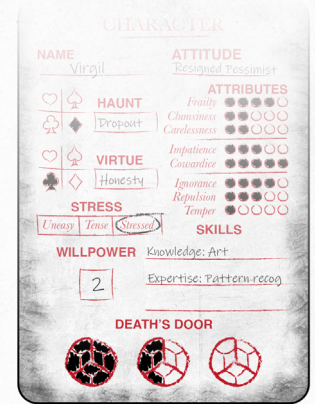 CHARACTER
NAME
Virgil
ATTITUDE
Resigned Pessimist
ATTRIBUTES
Frailty
HAUNT
Clumsiness
Dropout
Carelessness
VIRTUE
Impatience
Honesty
Cowardice
Ignorance
STRESS
Repulsion
Uneasy Tense Stressed
Temper
SKILLS
WILLPOWER
Knowledge: Art
2
Expertise: Pattern recog
DEATH'S DOOR